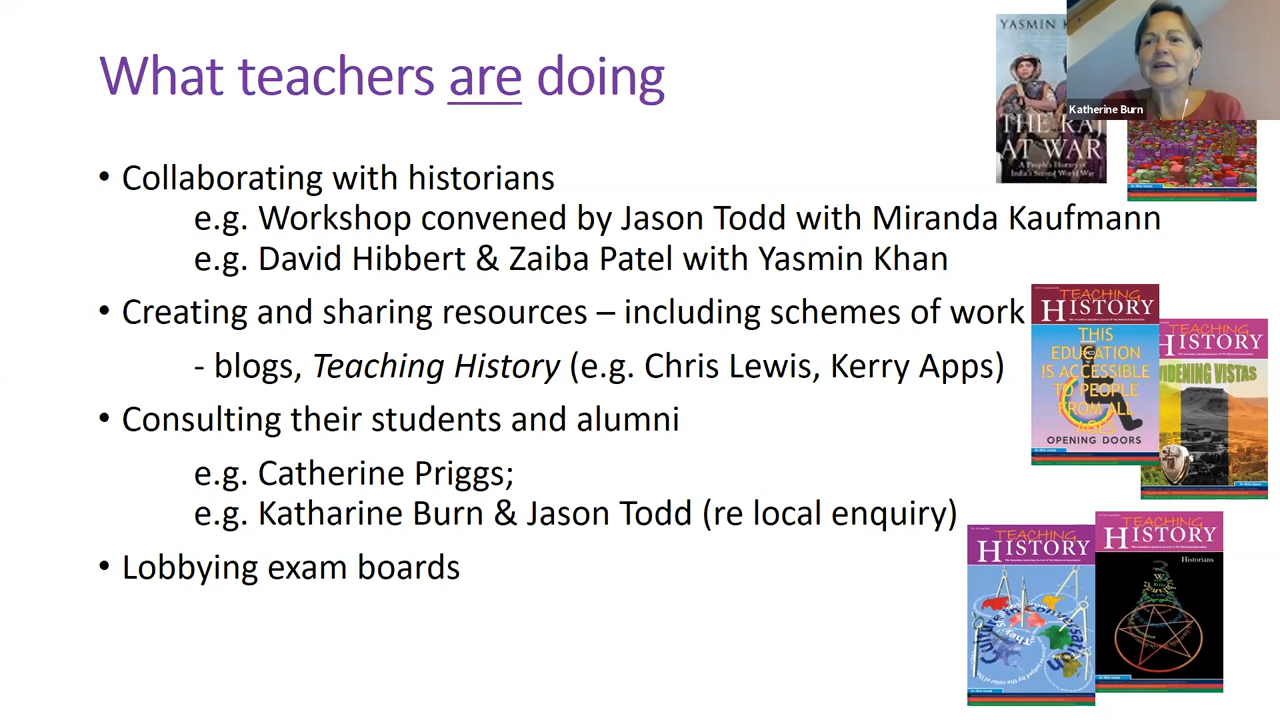 What teachers are doing
• Collaborating with historians
e.g. Workshop convened by Jason Todd with Miranda Kaufmann
e.g. David Hibbert & Zaiba Patel with Yasmin Khan
• Creating and sharing resources – including schemes of work
- blogs, Teaching History (e.g. Chris Lewis, Kerry Apps)
• Consulting their students and alumni
e.g. Catherine Priggs;
e.g. Katharine Burn & Jason Todd (re local enquiry)
• Lobbying exam boards
YASMIN
THE RAJ
AT WAR
A People's History of
India's Second World War
Katherine Burn
TEACHING
HISTORY
THIS
EDUCATION
IS ACCESSIBLE
TO PEOPLE
FROM ALL
OPENING DOORS
TEACHING
HISTORY
VISTAS
TEACHING
HISTORY
Culture in Conversation
TEACHING
HISTORY
Historians